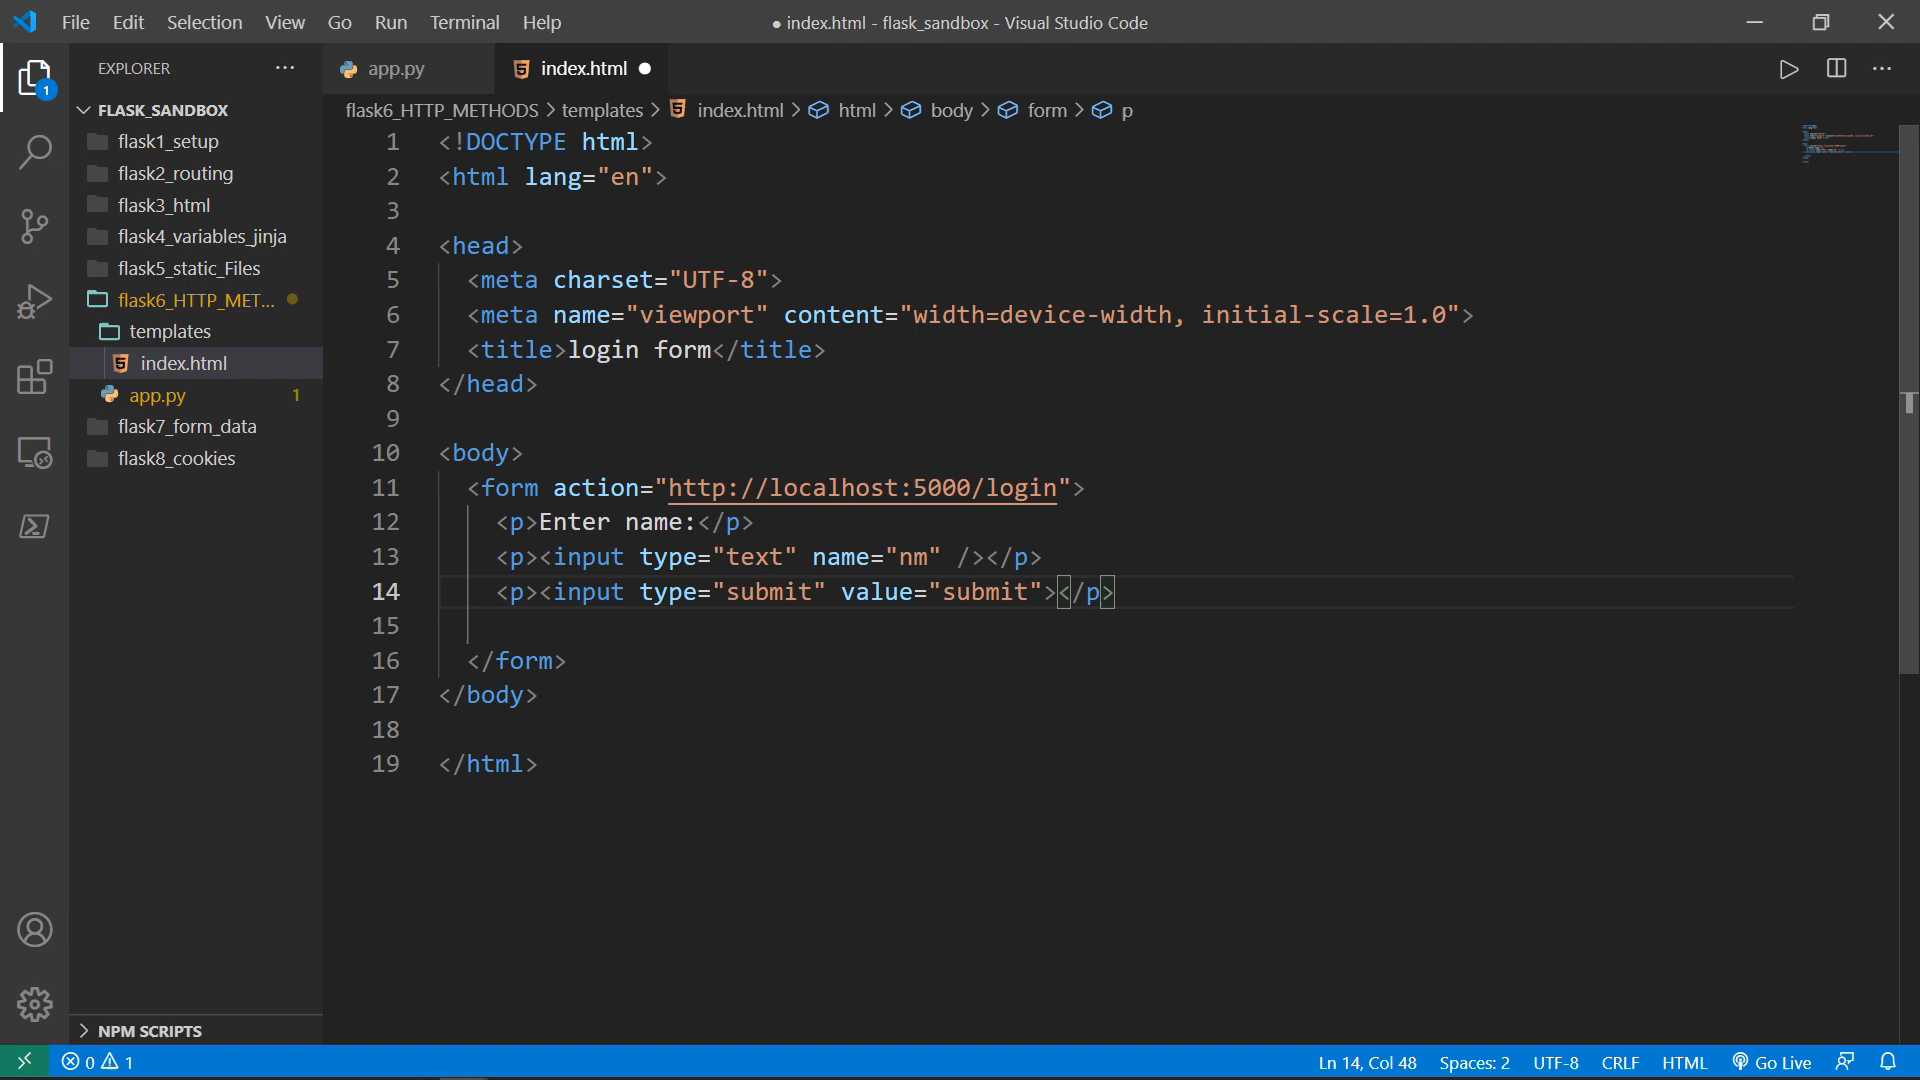 File Edit Selection View Go Run Terminal Help
● index.html - flask_sandbox - Visual Studio Code
EXPLORER
1
FLASK_SANDBOX
flask1_setup
flask2_routing
flask3_html
flask4_variables_jinja
flask5_static_Files
flask6_HTTP_MET...
templates
index.html
app.py 1
flask7_form_data
flask8_cookies
NPM SCRIPTS
app.py index.html
flask6_HTTP_METHODS > templates > index.html > html > body > form > p
1 <!DOCTYPE html>
2 <html lang="en">
3
4 <head>
5 <meta charset="UTF-8">
6 <meta name="viewport" content="width=device-width, initial-scale=1.0">
7 <title>login form</title>
8 </head>
9
10 <body>
11 <form action="http://localhost:5000/login">
12 <p>Enter name:</p>
13 <p><input type="text" name="nm" /></p>
14 <p><input type="submit" value="submit"></p>
15
16 </form>
17 </body>
18
19 </html>
0 1 Ln 14, Col 48 Spaces: 2 UTF-8 CRLF HTML Go Live